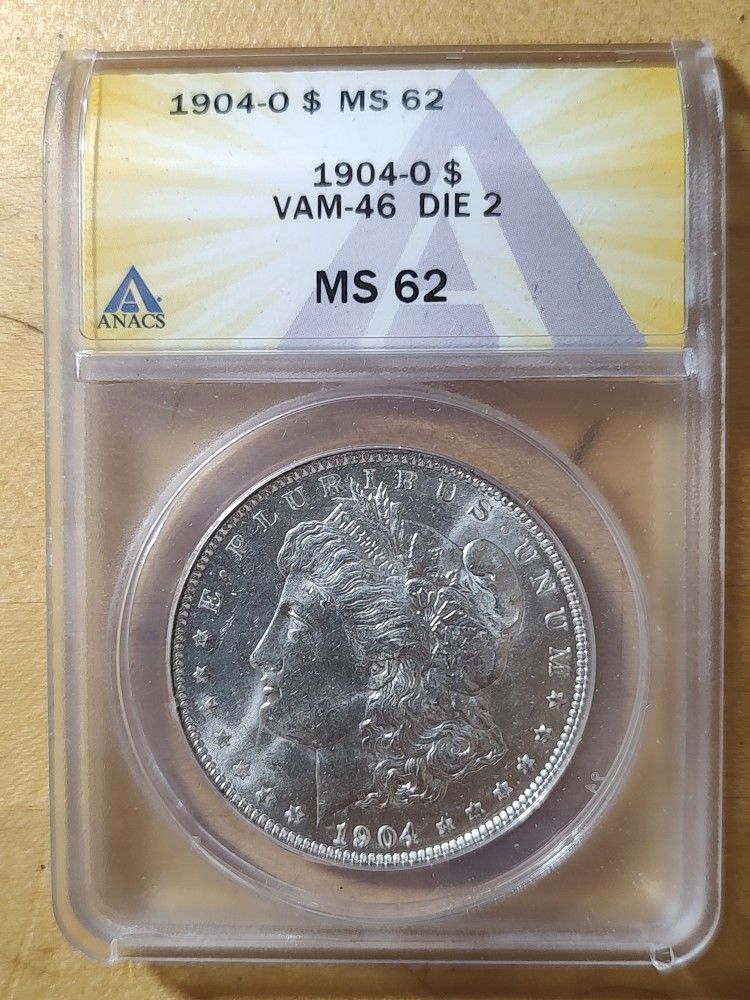 1904-O $ MS 62
1904-O $
VAM-46 DIE 2
MS 62
ANACS
E·PLURIBUS·UNUM
LIBERTY
1904